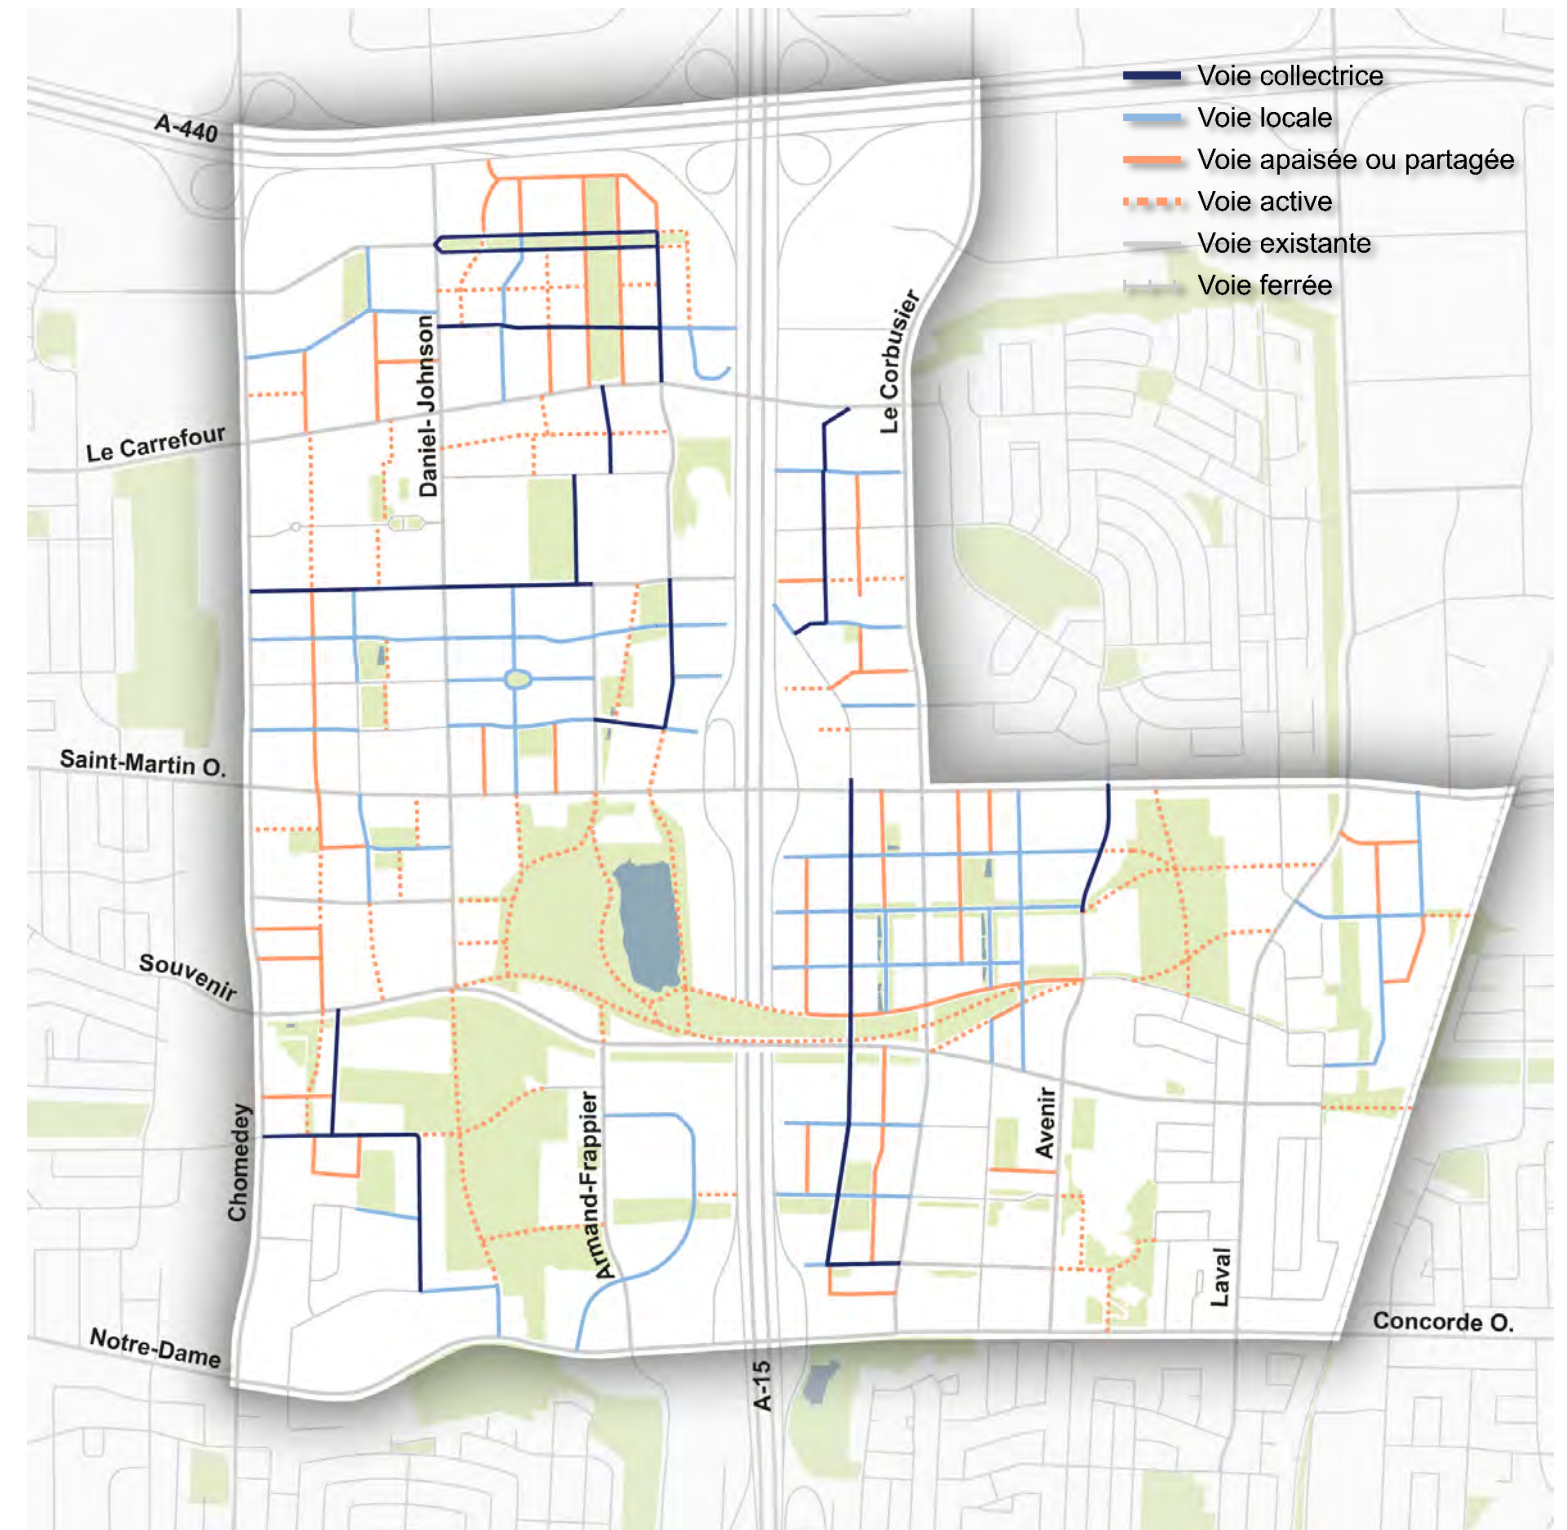 Voie collectrice
Voie locale
Voie apaisée ou partagée
Voie active
Voie existante
Voie ferrée
A-440
Le Corbusier
Daniel-Johnson
Le Carrefour
Saint-Martin O.
Souvenir
Chomedey
Armand-Frappier
Avenir
Laval
Notre-Dame
Concorde O.
A-15